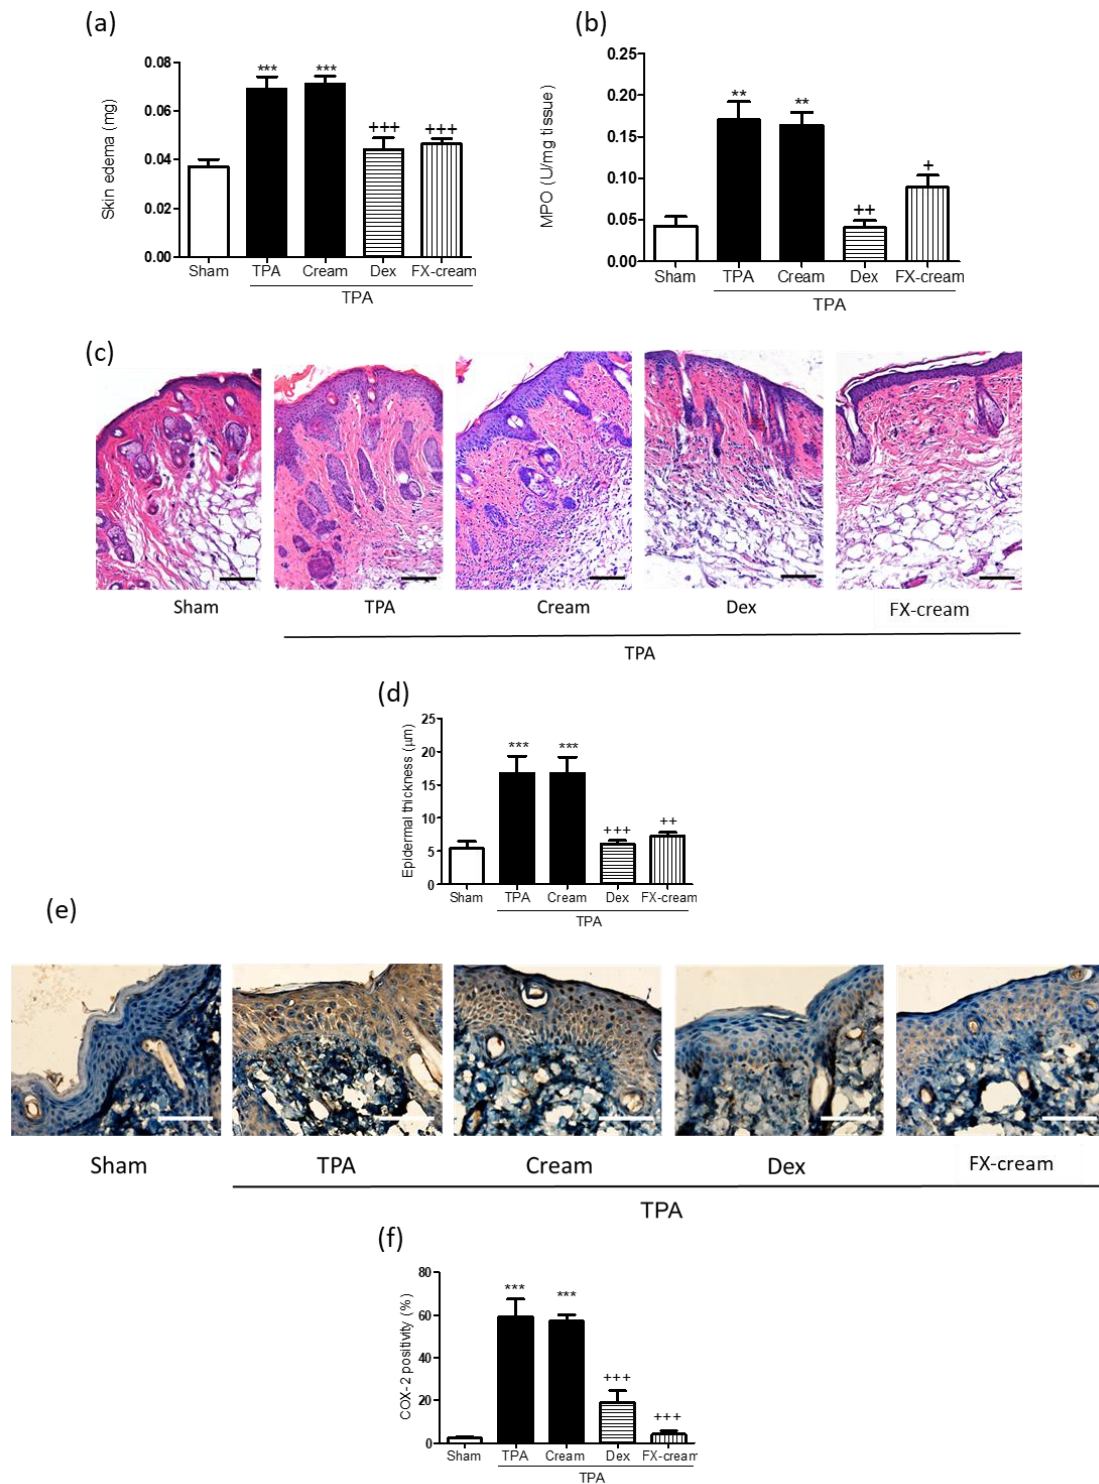 (a)
Skin edema (mg)
0.08
0.06
0.04
0.02
0.00
*** *** +++ +++
Sham TPA Cream Dex FX-cream
TPA
(b)
MPO (U/mg tissue)
0.25
0.20
0.15
0.10
0.05
0.00
** ** ++ +
Sham TPA Cream Dex FX-cream
TPA
(c)
Sham TPA Cream Dex FX-cream
TPA
(d)
Epidermal thickness (μm)
25
20
15
10
5
0
*** *** +++ ++
Sham TPA Cream Dex FX-cream
TPA
(e)
Sham TPA Cream Dex FX-cream
TPA
(f)
COX-2 positivity (%)
80
60
40
20
0
*** *** +++ +++
Sham TPA Cream Dex FX-cream
TPA